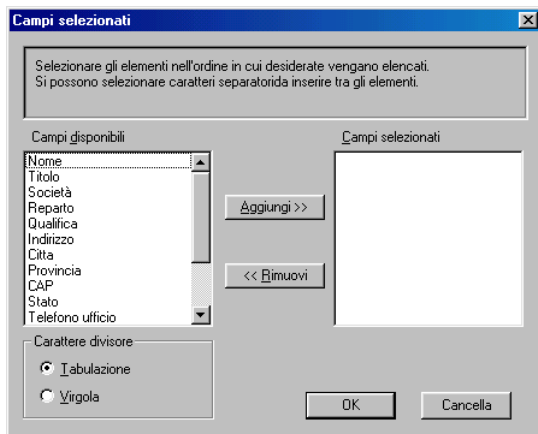 Campi selezionati
Selezionare gli elementi nell'ordine in cui desiderate vengano elencati.
Si possono selezionare caratteri separatorida inserire tra gli elementi.
Campi disponibili
Campi selezionati
Nome
Titolo
Società
Reparto
Qualifica
Indirizzo
Citta
Provincia
CAP
Stato
Telefono ufficio
Aggiungi >>
<< Rimuovi
Carattere divisore
Tabulazione
Virgola
OK
Cancella